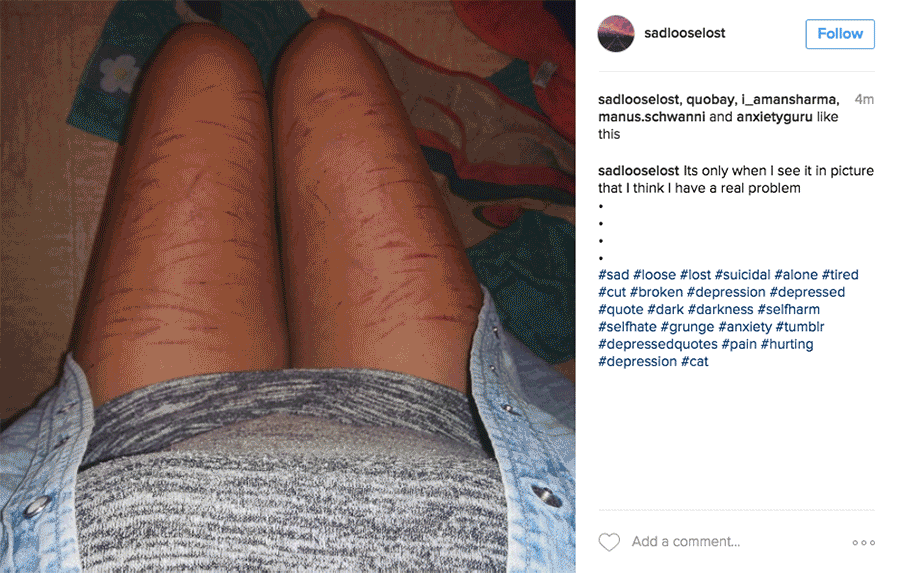 sadlooselost
Follow
sadlooselost, quobay, i_amansharma, 4m
manus.schwanni and anxietyguru like
this
sadlooselost Its only when I see it in picture
that I think I have a real problem
•
•
•
•
#sad #loose #lost #suicidal #alone #tired
#cut #broken #depression #depressed
#quote #dark #darkness #selfharm
#selfhate #grunge #anxiety #tumblr
#depressedquotes #pain #hurting
#depression #cat
Add a comment...